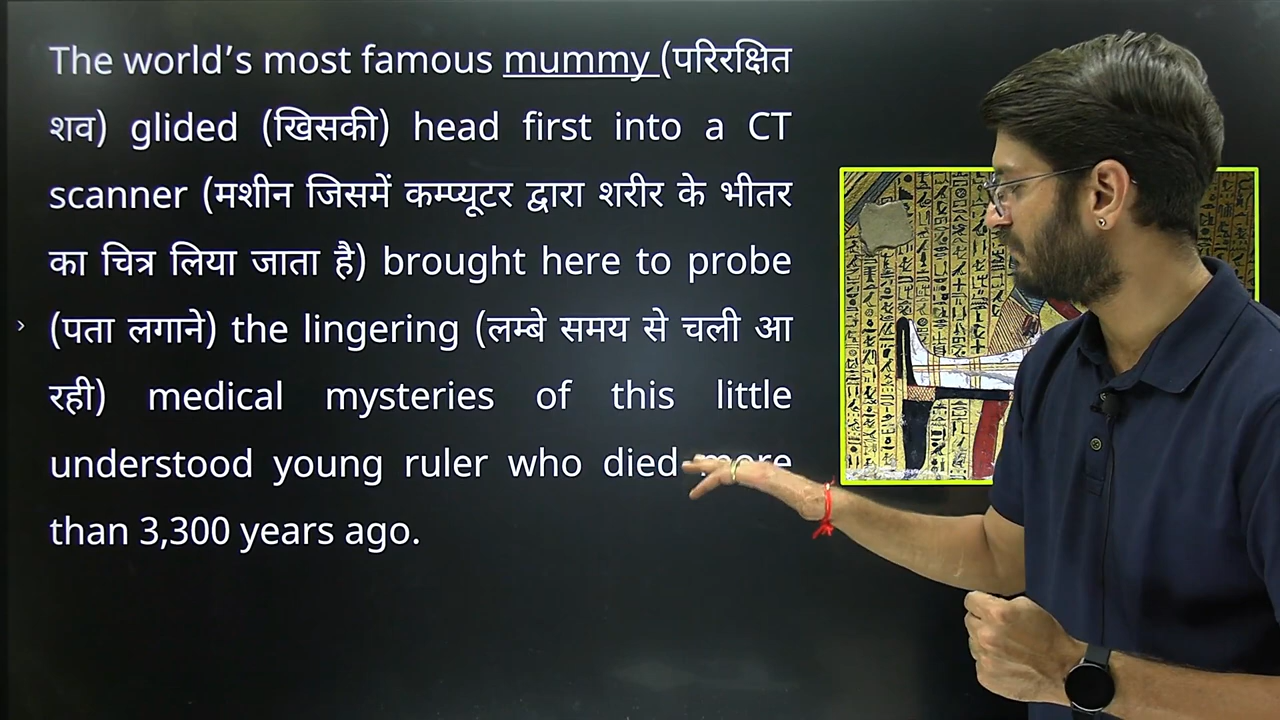 The world’s most famous mummy (परिरक्षित
शव) glided (खिसकी) head first into a CT
scanner (मशीन जिसमें कम्प्यूटर द्वारा शरीर के भीतर
का चित्र लिया जाता है) brought here to probe
(पता लगाने) the lingering (लम्बे समय से चली आ
रही) medical mysteries of this little
understood young ruler who died more
than 3,300 years ago.